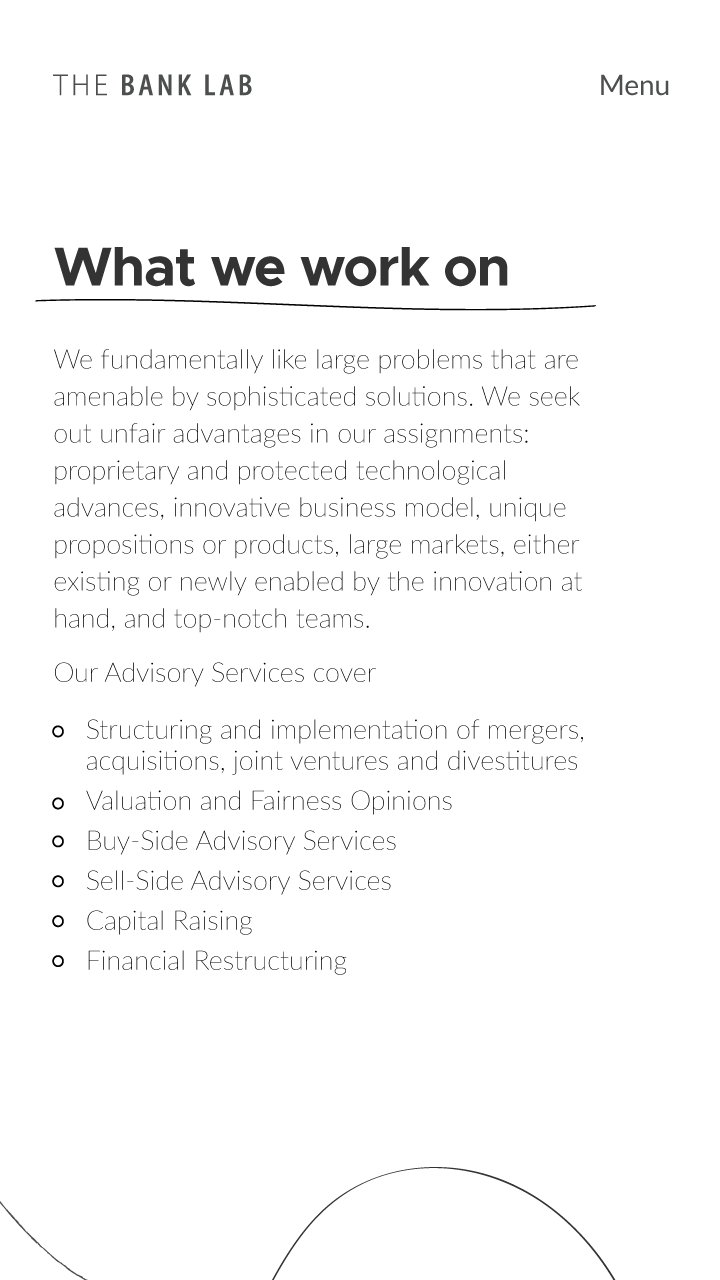 THE BANK LAB
Menu
What we work on
We fundamentally like large problems that are
amenable by sophisticated solutions. We seek
out unfair advantages in our assignments:
proprietary and protected technological
advances, innovative business model, unique
propositions or products, large markets, either
existing or newly enabled by the innovation at
hand, and top-notch teams.
Our Advisory Services cover
Structuring and implementation of mergers,
acquisitions, joint ventures and divestitures
Valuation and Fairness Opinions
Buy-Side Advisory Services
Sell-Side Advisory Services
Capital Raising
Financial Restructuring